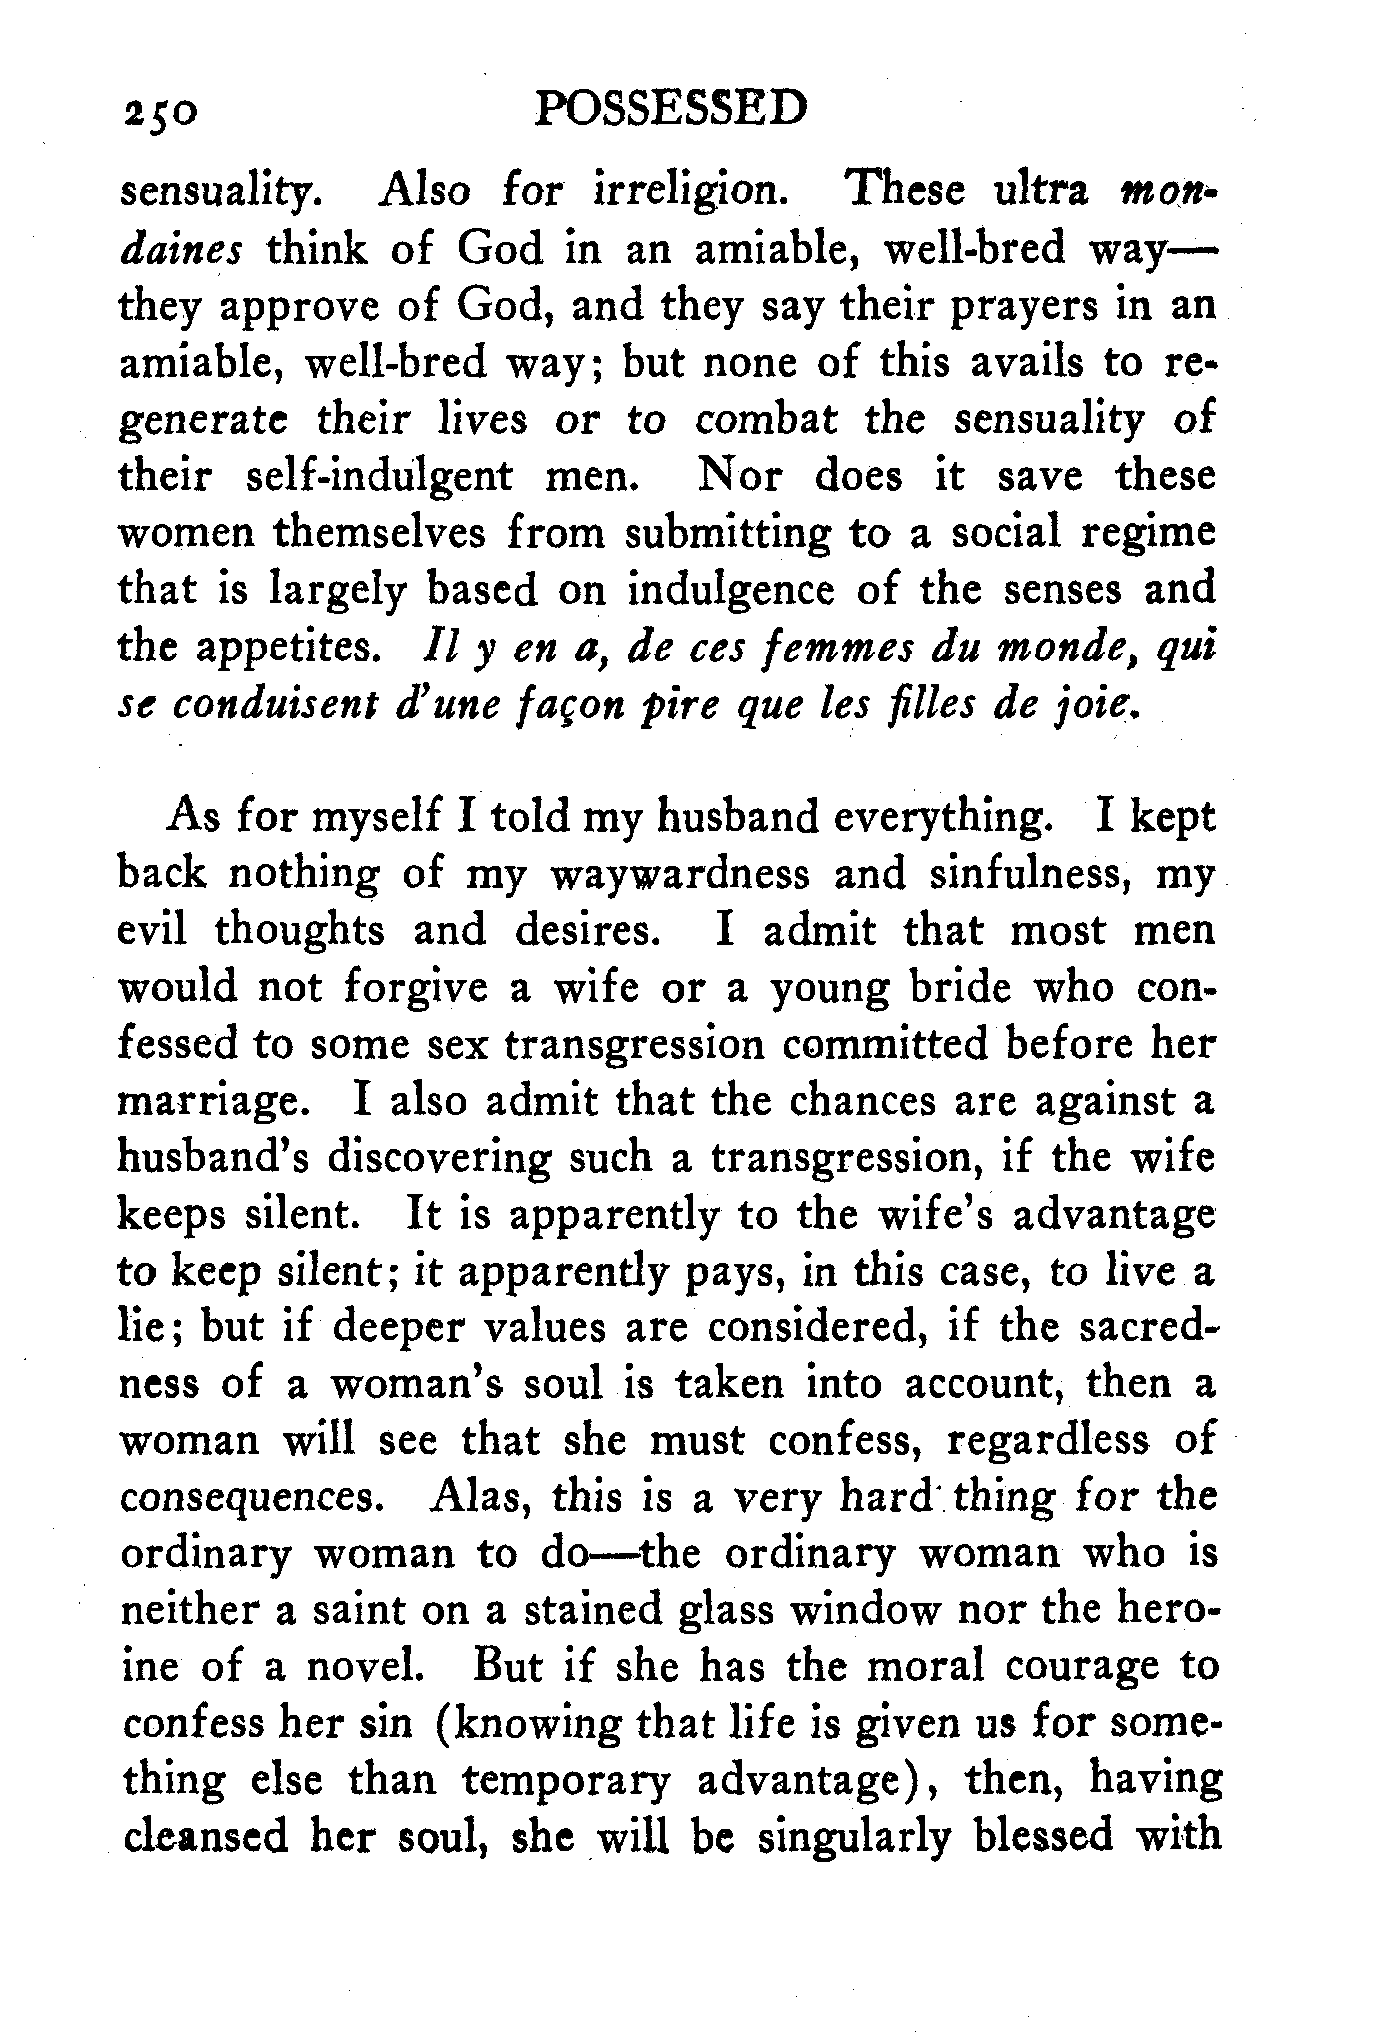 250 POSSESSED
sensuality. Also for irreligion. These ultra mon-
daines think of God in an amiable, well-bred way—
they approve of God, and they say their prayers in an
amiable, well-bred way; but none of this avails to re-
generate their lives or to combat the sensuality of
their self-indulgent men. Nor does it save these
women themselves from submitting to a social regime
that is largely based on indulgence of the senses and
the appetites. Il y en a, de ces femmes du monde, qui
se conduisent d'une façon pire que les filles de joie.
As for myself I told my husband everything. I kept
back nothing of my waywardness and sinfulness, my
evil thoughts and desires. I admit that most men
would not forgive a wife or a young bride who con-
fessed to some sex transgression committed before her
marriage. I also admit that the chances are against a
husband's discovering such a transgression, if the wife
keeps silent. It is apparently to the wife's advantage
to keep silent; it apparently pays, in this case, to live a
lie; but if deeper values are considered, if the sacred-
ness of a woman's soul is taken into account, then a
woman will see that she must confess, regardless of
consequences. Alas, this is a very hard thing for the
ordinary woman to do—the ordinary woman who is
neither a saint on a stained glass window nor the hero-
ine of a novel. But if she has the moral courage to
confess her sin (knowing that life is given us for some-
thing else than temporary advantage), then, having
cleansed her soul, she will be singularly blessed with